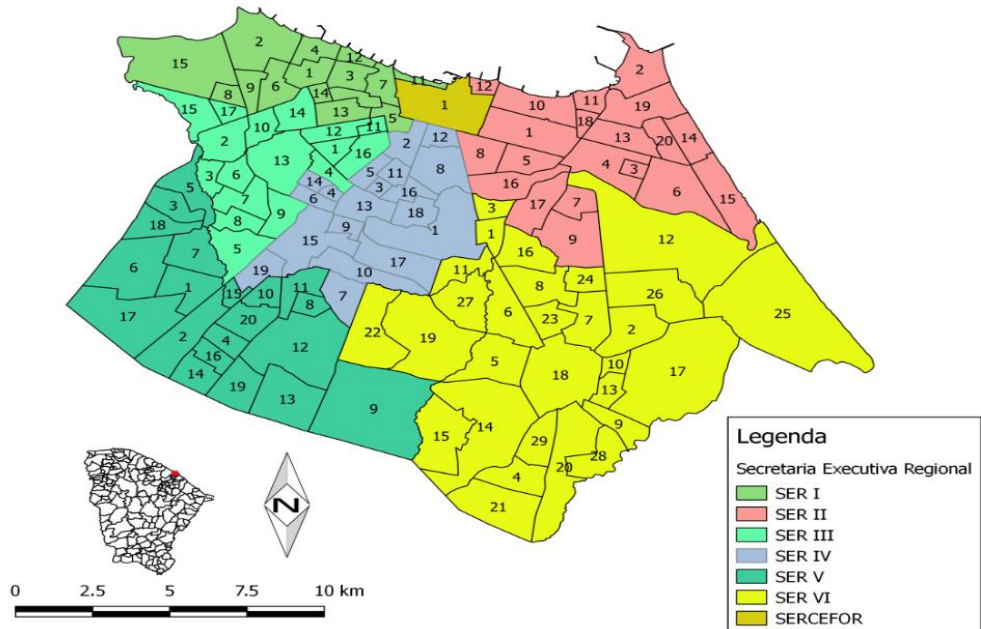 2 4 12
15 1 3 2
9 6 7 11 12
8 14 1 10 11 19
15 17 13 5 18
10 14 12 11 1 13 20 14
2 1 16 2 12 8 5 4 3
13 4 5 11 8 16 6 15
3 6 14 3 16
5 7 6 4 13 18 3 17 7
3 8 9 9 1 1
18 5 15 9 12
7 16
6 19 10 17 11 24
1 15 10 11 7 27 8 26
17 8 22 19 6 23 7 2 25
2 20 12
4 5 10 17
16 18
14 19 13 9 13
14 9
15 29 28
4 20
21
Legenda
Secretaria Executiva Regional
SER I
SER II
SER III
SER IV
SER V
SER VI
SERCEFOR
N
0 2.5 5 7.5 10 km